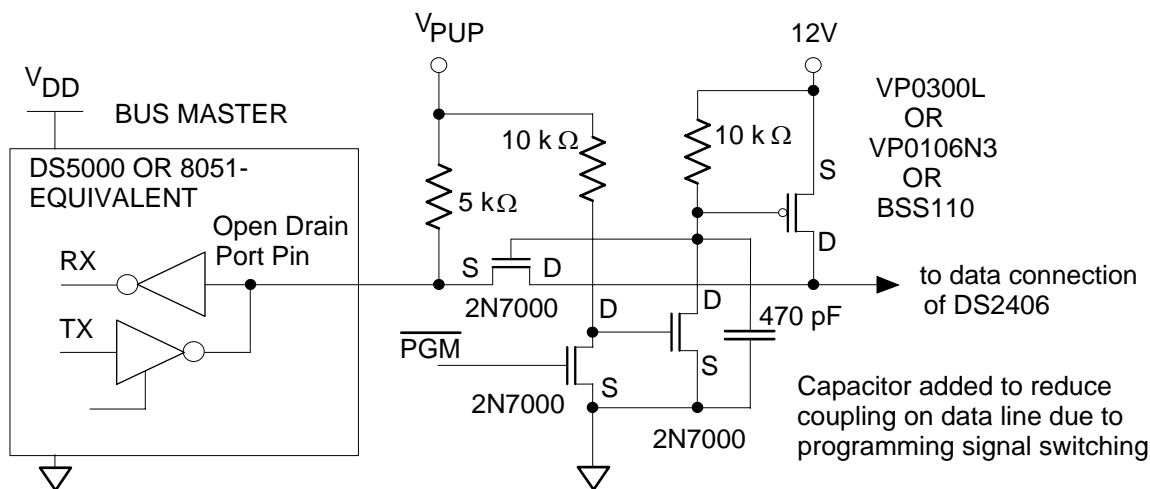 V PUP
12V
V DD
BUS MASTER
DS5000 OR 8051-
EQUIVALENT
Open Drain
Port Pin
RX
TX
5 kΩ
10 kΩ
10 kΩ
VP0300L
OR
VP0106N3
OR
BSS110
S
D
S
D
2N7000
to data connection
of DS2406
D
D
470 pF
PGM
S
S
2N7000
2N7000
Capacitor added to reduce
coupling on data line due to
programming signal switching